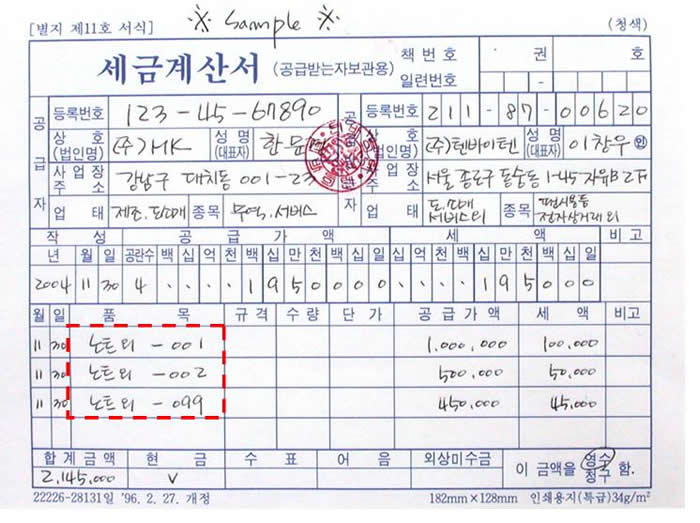 ※ Sample ※
[별지 제11호 서식] (청색)
세금계산서 (공급받는자보관용) 책번호 권 호
일련번호 -
공급자 등록번호 123-45-67890 공급받는자 등록번호 211-87-00620
상호(법인명) (주)MK 성명(대표자) 한문 상호(법인명) (주)텐바이텐 성명(대표자) 이창우 ㊞
사업장주소 강남구 대치동 001-23 사업장주소 서울 종로구 동숭동 1-45 자유B 2F
업태 제조.도소매 종목 무역.서비스 업태 도.소매 서비스외 종목 전자상거래 외
작성 공급가액 세액 비고
년 월 일 공란수 백 십 억 천 백 십 만 천 백 십 일 십 억 천 백 십 만 천 백 십 일
2004 11 30 4 . . . . 1 9 5 0 0 0 0 . . . . 1 9 5 0 0 0
월 일 품목 규격 수량 단가 공급가액 세액 비고
11 30 노트외 -001 1.000,000 100,000
11 30 노트외 -002 500,000 50,000
11 30 노트외 -099 450,000 45,000
합계금액 현금 수표 어음 외상미수금 이 금액을 영수 청구 함.
2,145,000 V
22226-28131일 '96. 2. 27. 개정 182mm×128mm 인쇄용지(특급)34g/m²